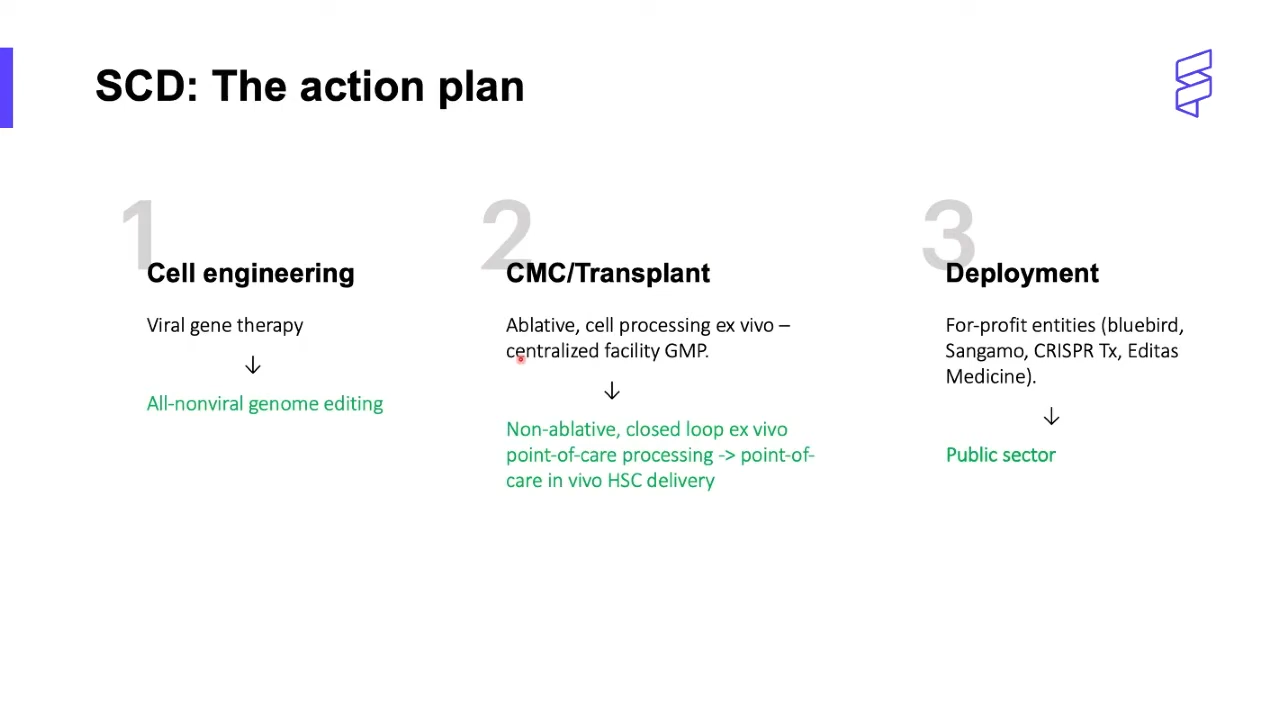 SCD: The action plan
1
Cell engineering
Viral gene therapy
↓
All-nonviral genome editing
2
CMC/Transplant
Ablative, cell processing ex vivo –
centralized facility GMP.
↓
Non-ablative, closed loop ex vivo
point-of-care processing -> point-of-
care in vivo HSC delivery
3
Deployment
For-profit entities (bluebird,
Sangamo, CRISPR Tx, Editas
Medicine).
↓
Public sector